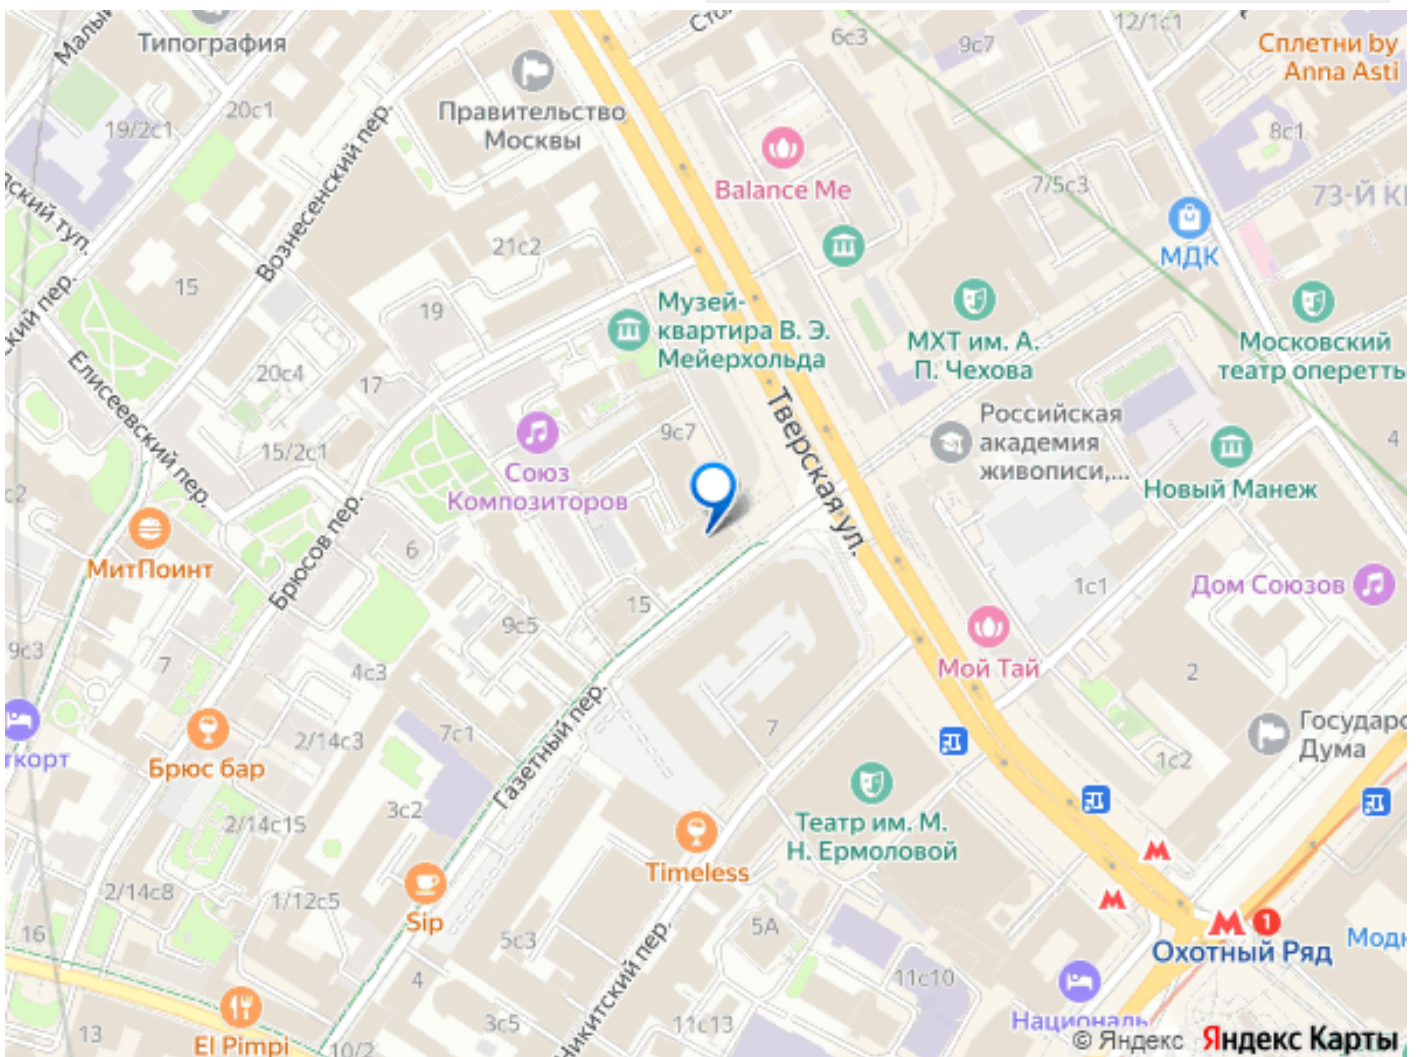 Типография
6с3
9с7
12/1с1
Сплетни by
Anna Asti
20с1
19/2с1
Правительство
Москвы
8с1
Вознесенский пер.
Balance Me
7/5с3
21с2
МДК
15
19
Музей-
квартира В. Э.
Мейерхольда
МХТ им. А.
П. Чехова
Московский
20с4
17
Елисеевский пер.
Тверская ул.
Российская
академия
живописи,...
15/2с1
9с7
4
Союз
Композиторов
Новый Манеж
Брюсов пер.
МитПоинт
6
1с1
Дом Союзов
15
9с5
9с3
7
4с3
Мой Тай
2
Газетный пер.
2/14с3
7с1
7
Дума
1с2
Брюс бар
3с2
2/14с15
Театр им. М.
Н. Ермоловой
Timeless
2/14с8
1/12с5
Sip
5А
16
5с3
1
Охотный Ряд
4
11с10
13
El Pimpi
10/2
3с5
11с13
© Яндекс Яндекс Карты